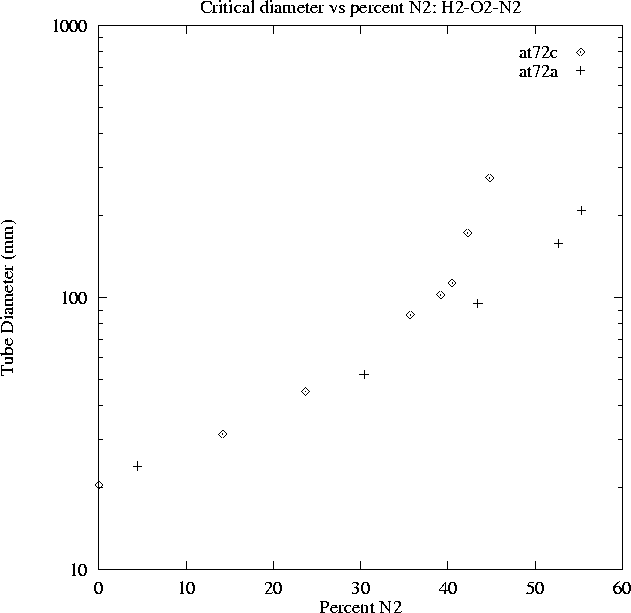 Critical diameter vs percent N2: H2-O2-N2
1000
at72c
at72a
Tube Diameter (mm)
100
10
0 10 20 30 40 50 60
Percent N2